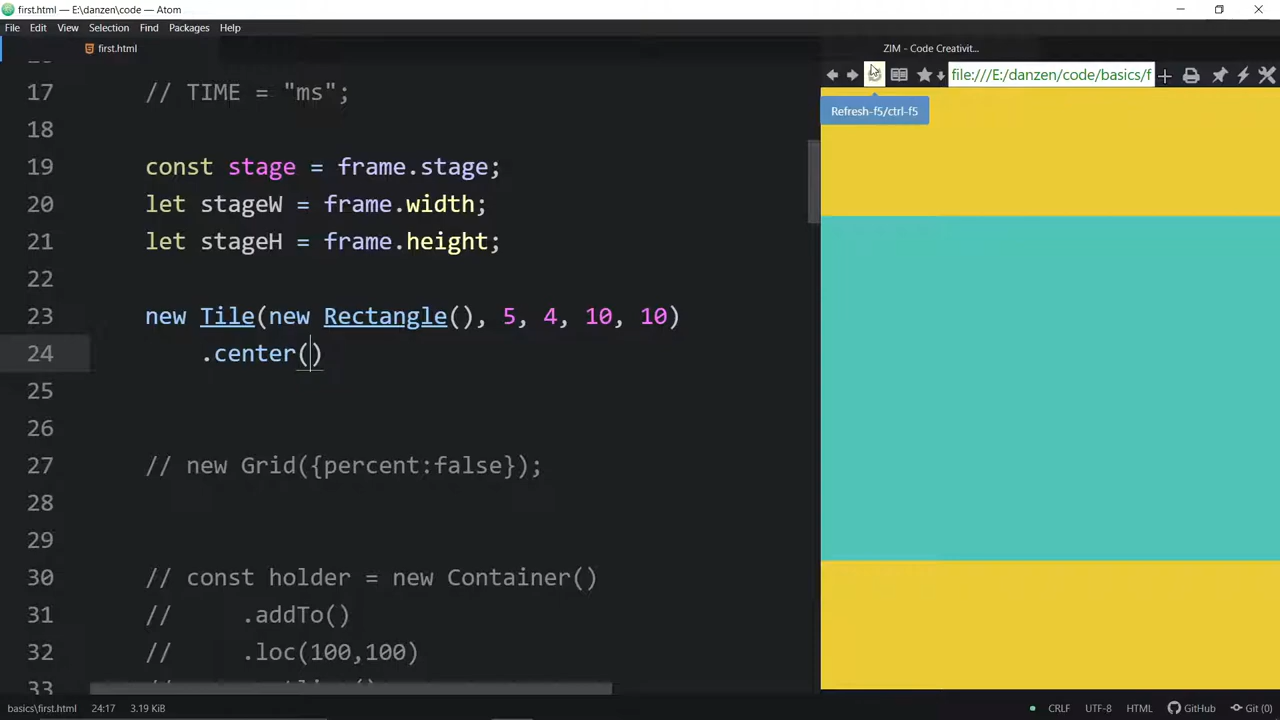 first.html — E:\danzen\code — Atom
File Edit View Selection Find Packages Help
first.html
ZIM - Code Creativit...
file:///E:/danzen/code/basics/f
Refresh-f5/ctrl-f5
17 // TIME = "ms";
18
19 const stage = frame.stage;
20 let stageW = frame.width;
21 let stageH = frame.height;
22
23 new Tile(new Rectangle(), 5, 4, 10, 10)
24 .center()
25
26
27 // new Grid({percent:false});
28
29
30 // const holder = new Container()
31 // .addTo()
32 // .loc(100,100)
33
basics\first.html 24:17 3.19 KiB CRLF UTF-8 HTML GitHub Git (0)